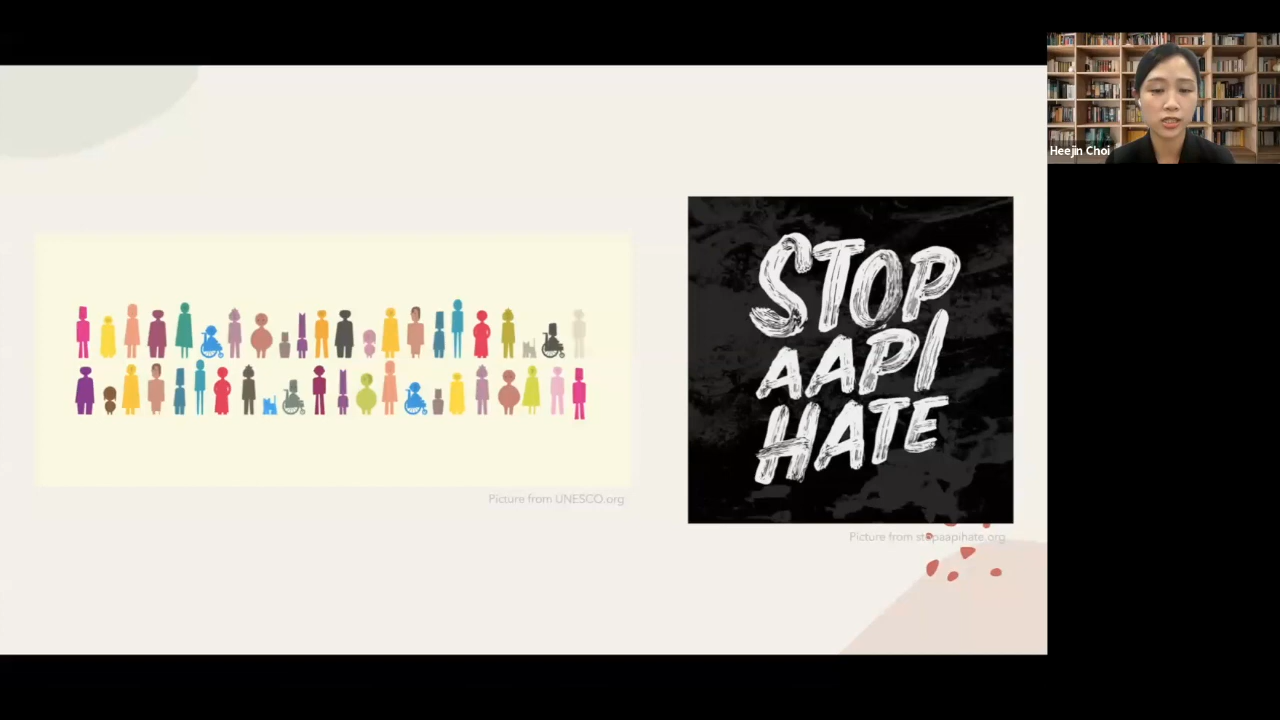 Heejin Choi
STOP
AAPI
HATE
Picture from UNESCO.org
Picture from stopaapihate.org